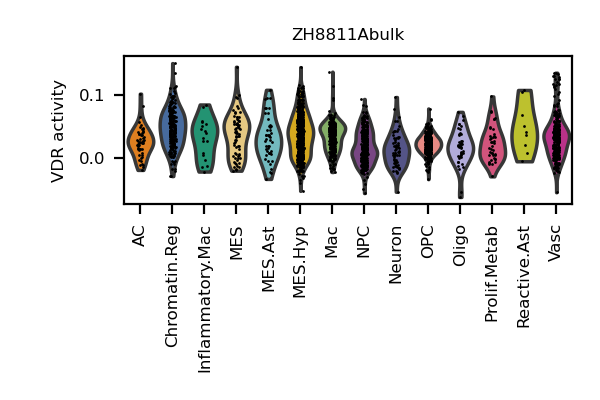 ZH8811Abulk
VDR activity
0.1
0.0
AC
Chromatin.Reg
Inflammatory.Mac
MES
MES.Ast
MES.Hyp
Mac
NPC
Neuron
OPC
Oligo
Prolif.Metab
Reactive.Ast
Vasc